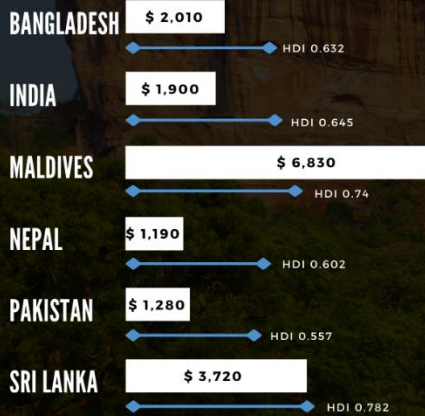 BANGLADESH $ 2,010
HDI 0.632
INDIA $ 1,900
HDI 0.645
MALDIVES $ 6,830
HDI 0.74
NEPAL $ 1,190
HDI 0.602
PAKISTAN $ 1,280
HDI 0.557
SRI LANKA $ 3,720
HDI 0.782